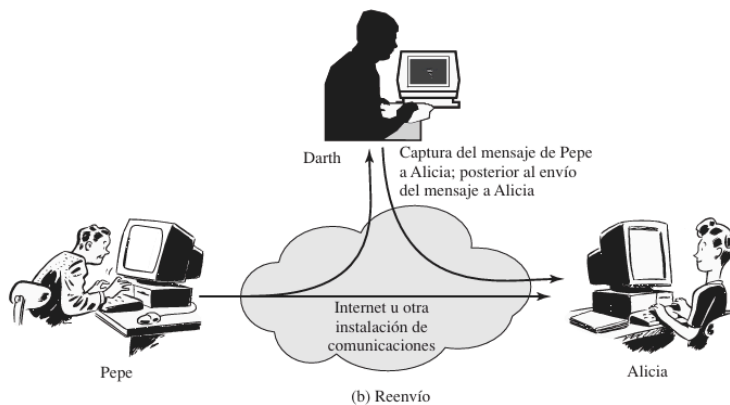 Darth
Captura del mensaje de Pepe
a Alicia; posterior al envío
del mensaje a Alicia
Internet u otra
instalación de
comunicaciones
Pepe
Alicia
(b) Reenvío